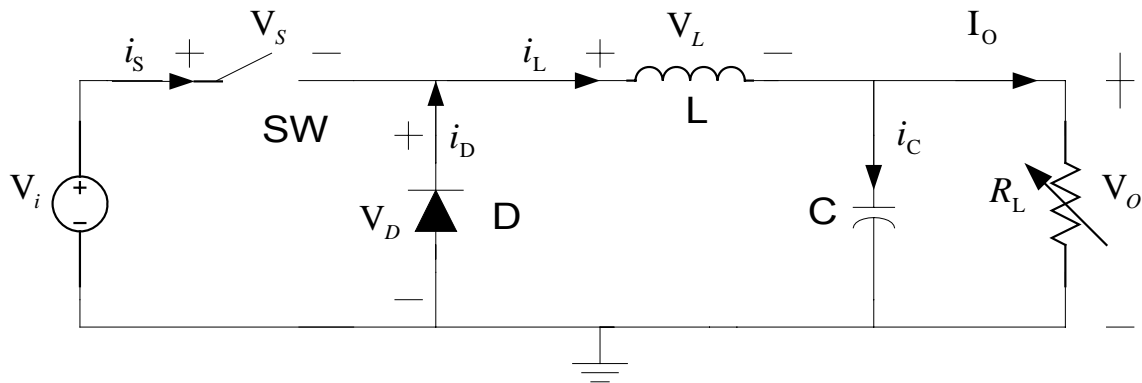 i_S + V_S −
i_L + V_L −
I_O
+
SW
L
+
i_D
i_C
V_i
+
−
V_D
D
C
R_L
V_O
−
−